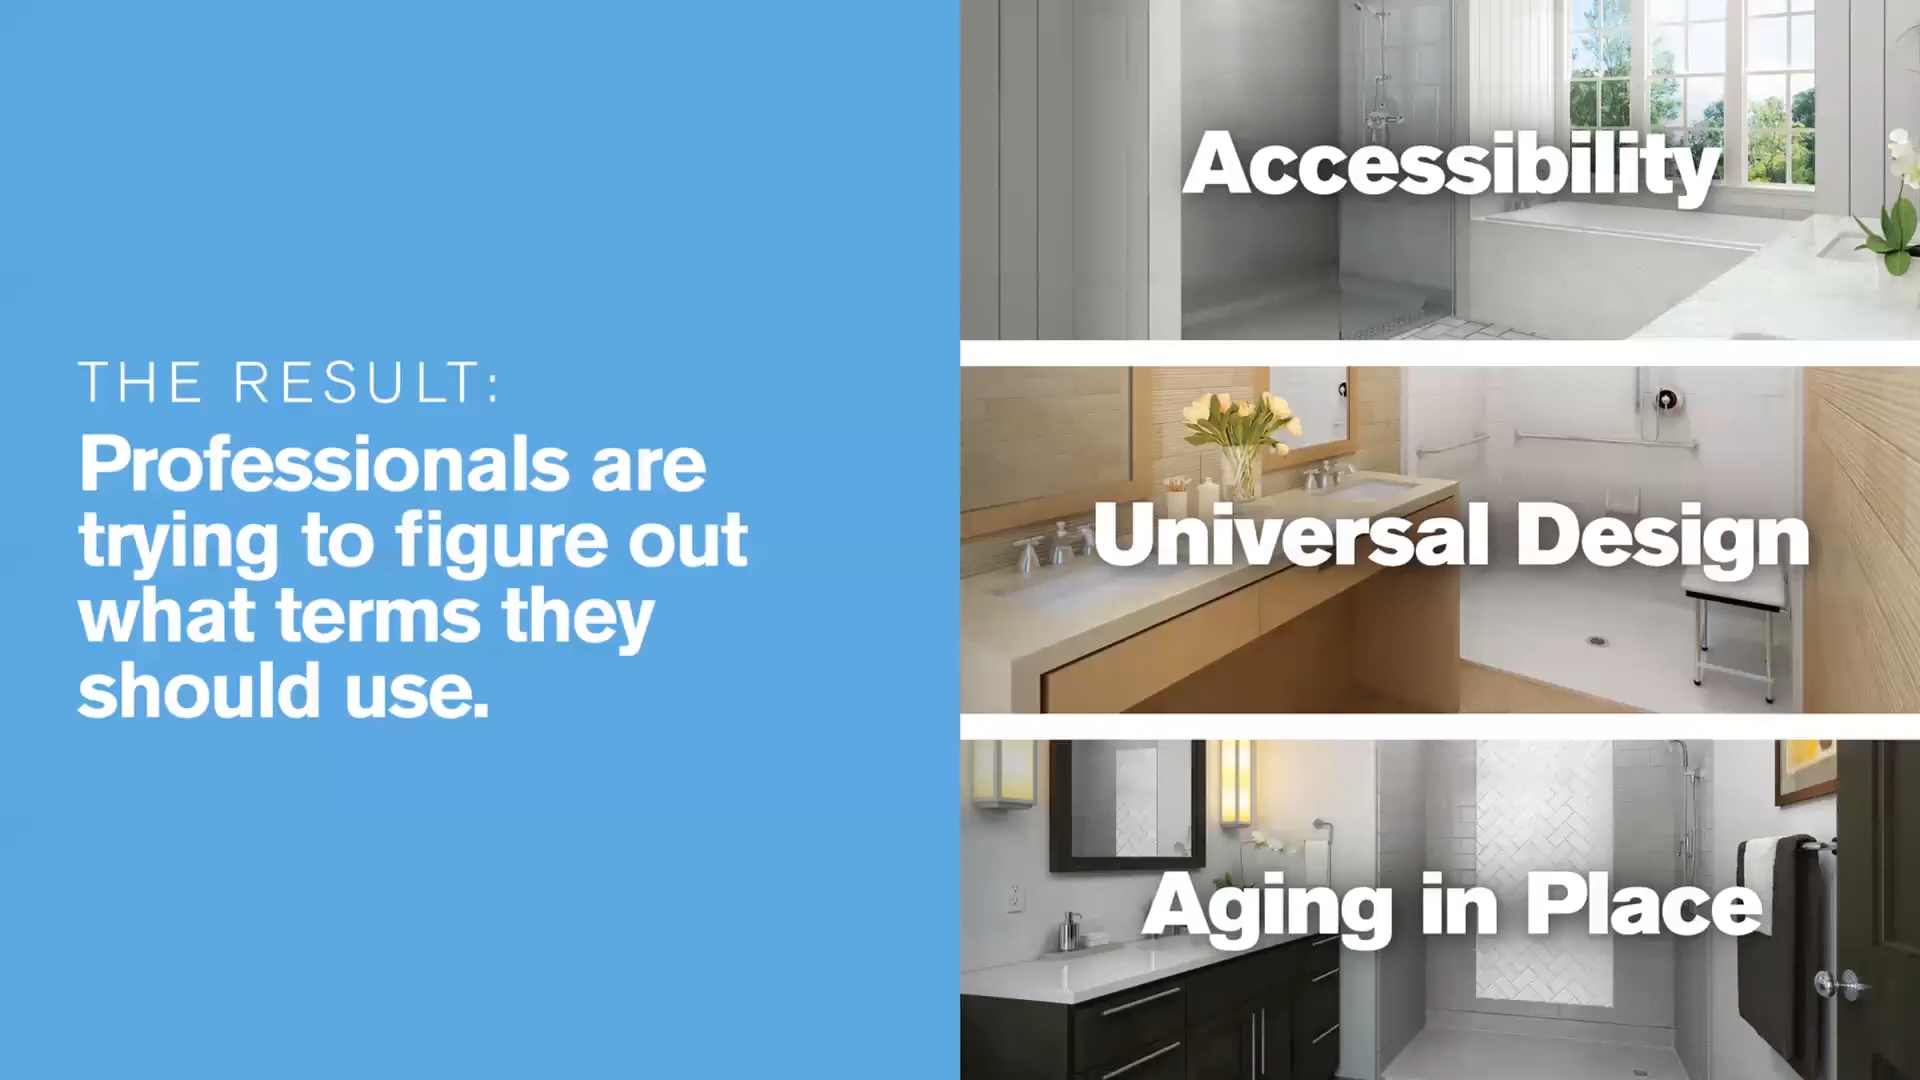 THE RESULT:
Professionals are
trying to figure out
what terms they
should use.
Accessibility
Universal Design
Aging in Place